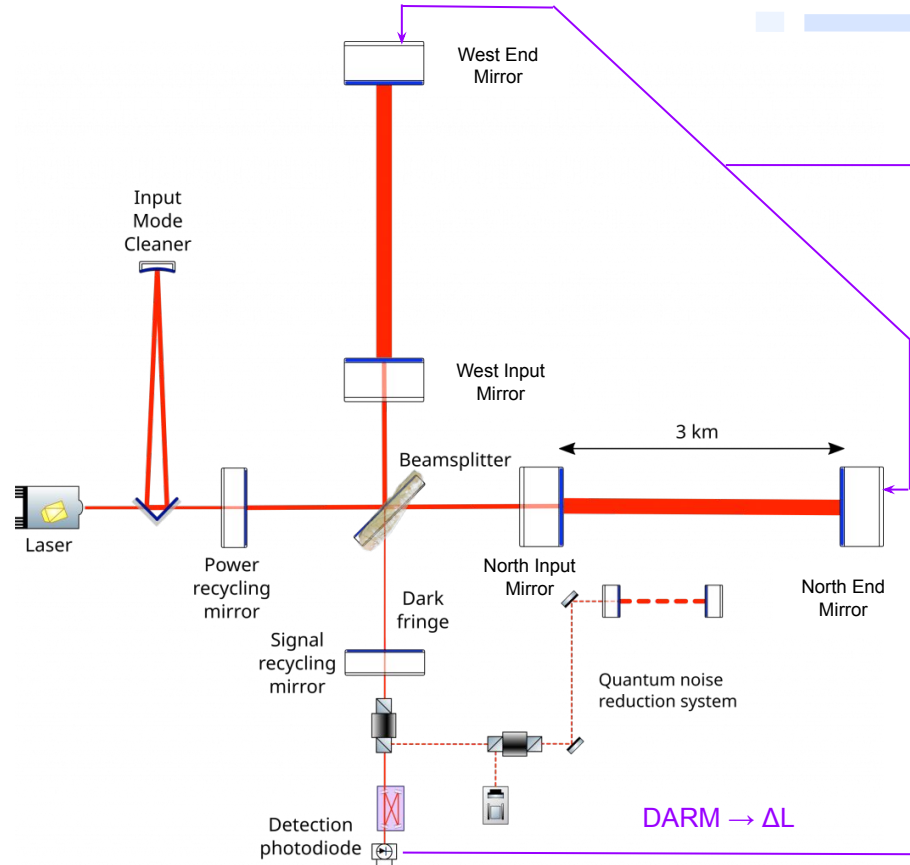 West End
Mirror
Input
Mode
Cleaner
West Input
Mirror
3 km
Beamsplitter
Laser
Power
recycling
mirror
North Input
Mirror
North End
Mirror
Dark
fringe
Signal
recycling
mirror
Quantum noise
reduction system
DARM → ΔL
Detection
photodiode